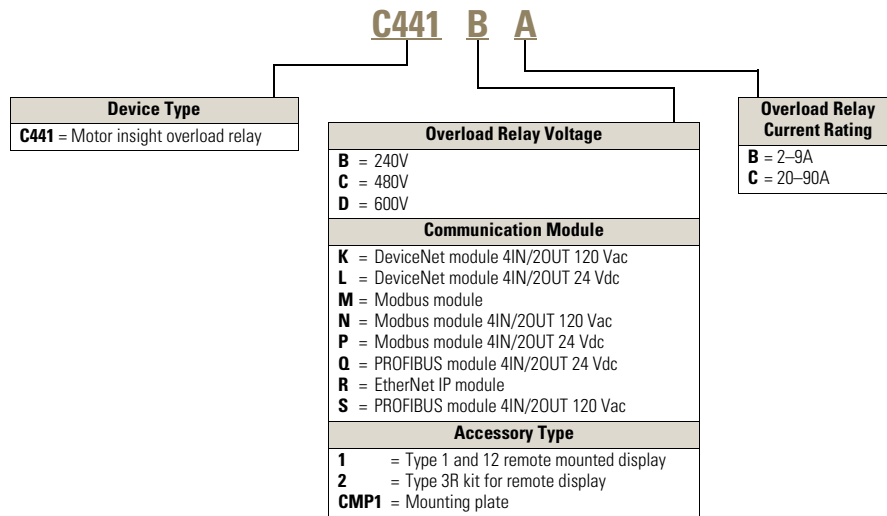 C441 B A
Device Type
C441 = Motor insight overload relay
Overload Relay Voltage
B = 240V
C = 480V
D = 600V
Communication Module
K = DeviceNet module 4IN/2OUT 120 Vac
L = DeviceNet module 4IN/2OUT 24 Vdc
M = Modbus module
N = Modbus module 4IN/2OUT 120 Vac
P = Modbus module 4IN/2OUT 24 Vdc
Q = PROFIBUS module 4IN/2OUT 24 Vdc
R = EtherNet IP module
S = PROFIBUS module 4IN/2OUT 120 Vac
Accessory Type
1 = Type 1 and 12 remote mounted display
2 = Type 3R kit for remote display
CMP1 = Mounting plate
Overload Relay
Current Rating
B = 2–9A
C = 20–90A